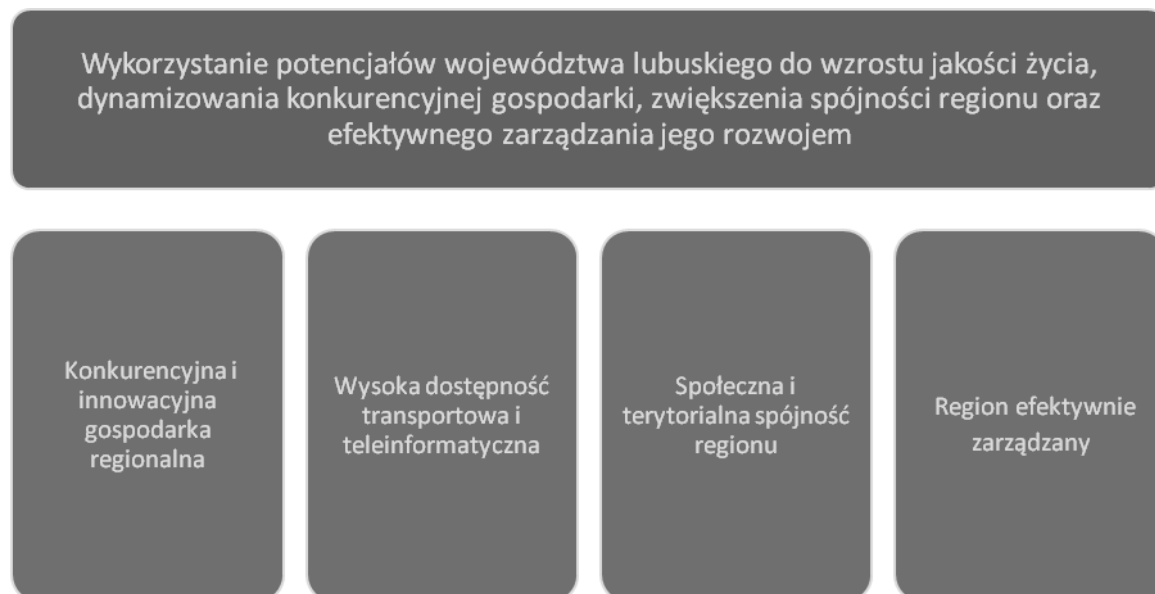 Wykorzystanie potencjałów województwa lubuskiego do wzrostu jakości życia,
dynamizowania konkurencyjnej gospodarki, zwiększenia spójności regionu oraz
efektywnego zarządzania jego rozwojem
Konkurencyjna i
innowacyjna
gospodarka
regionalna
Wysoka dostępność
transportowa i
teleinformatyczna
Społeczna i
terytorialna spójność
regionu
Region efektywnie
zarządzany